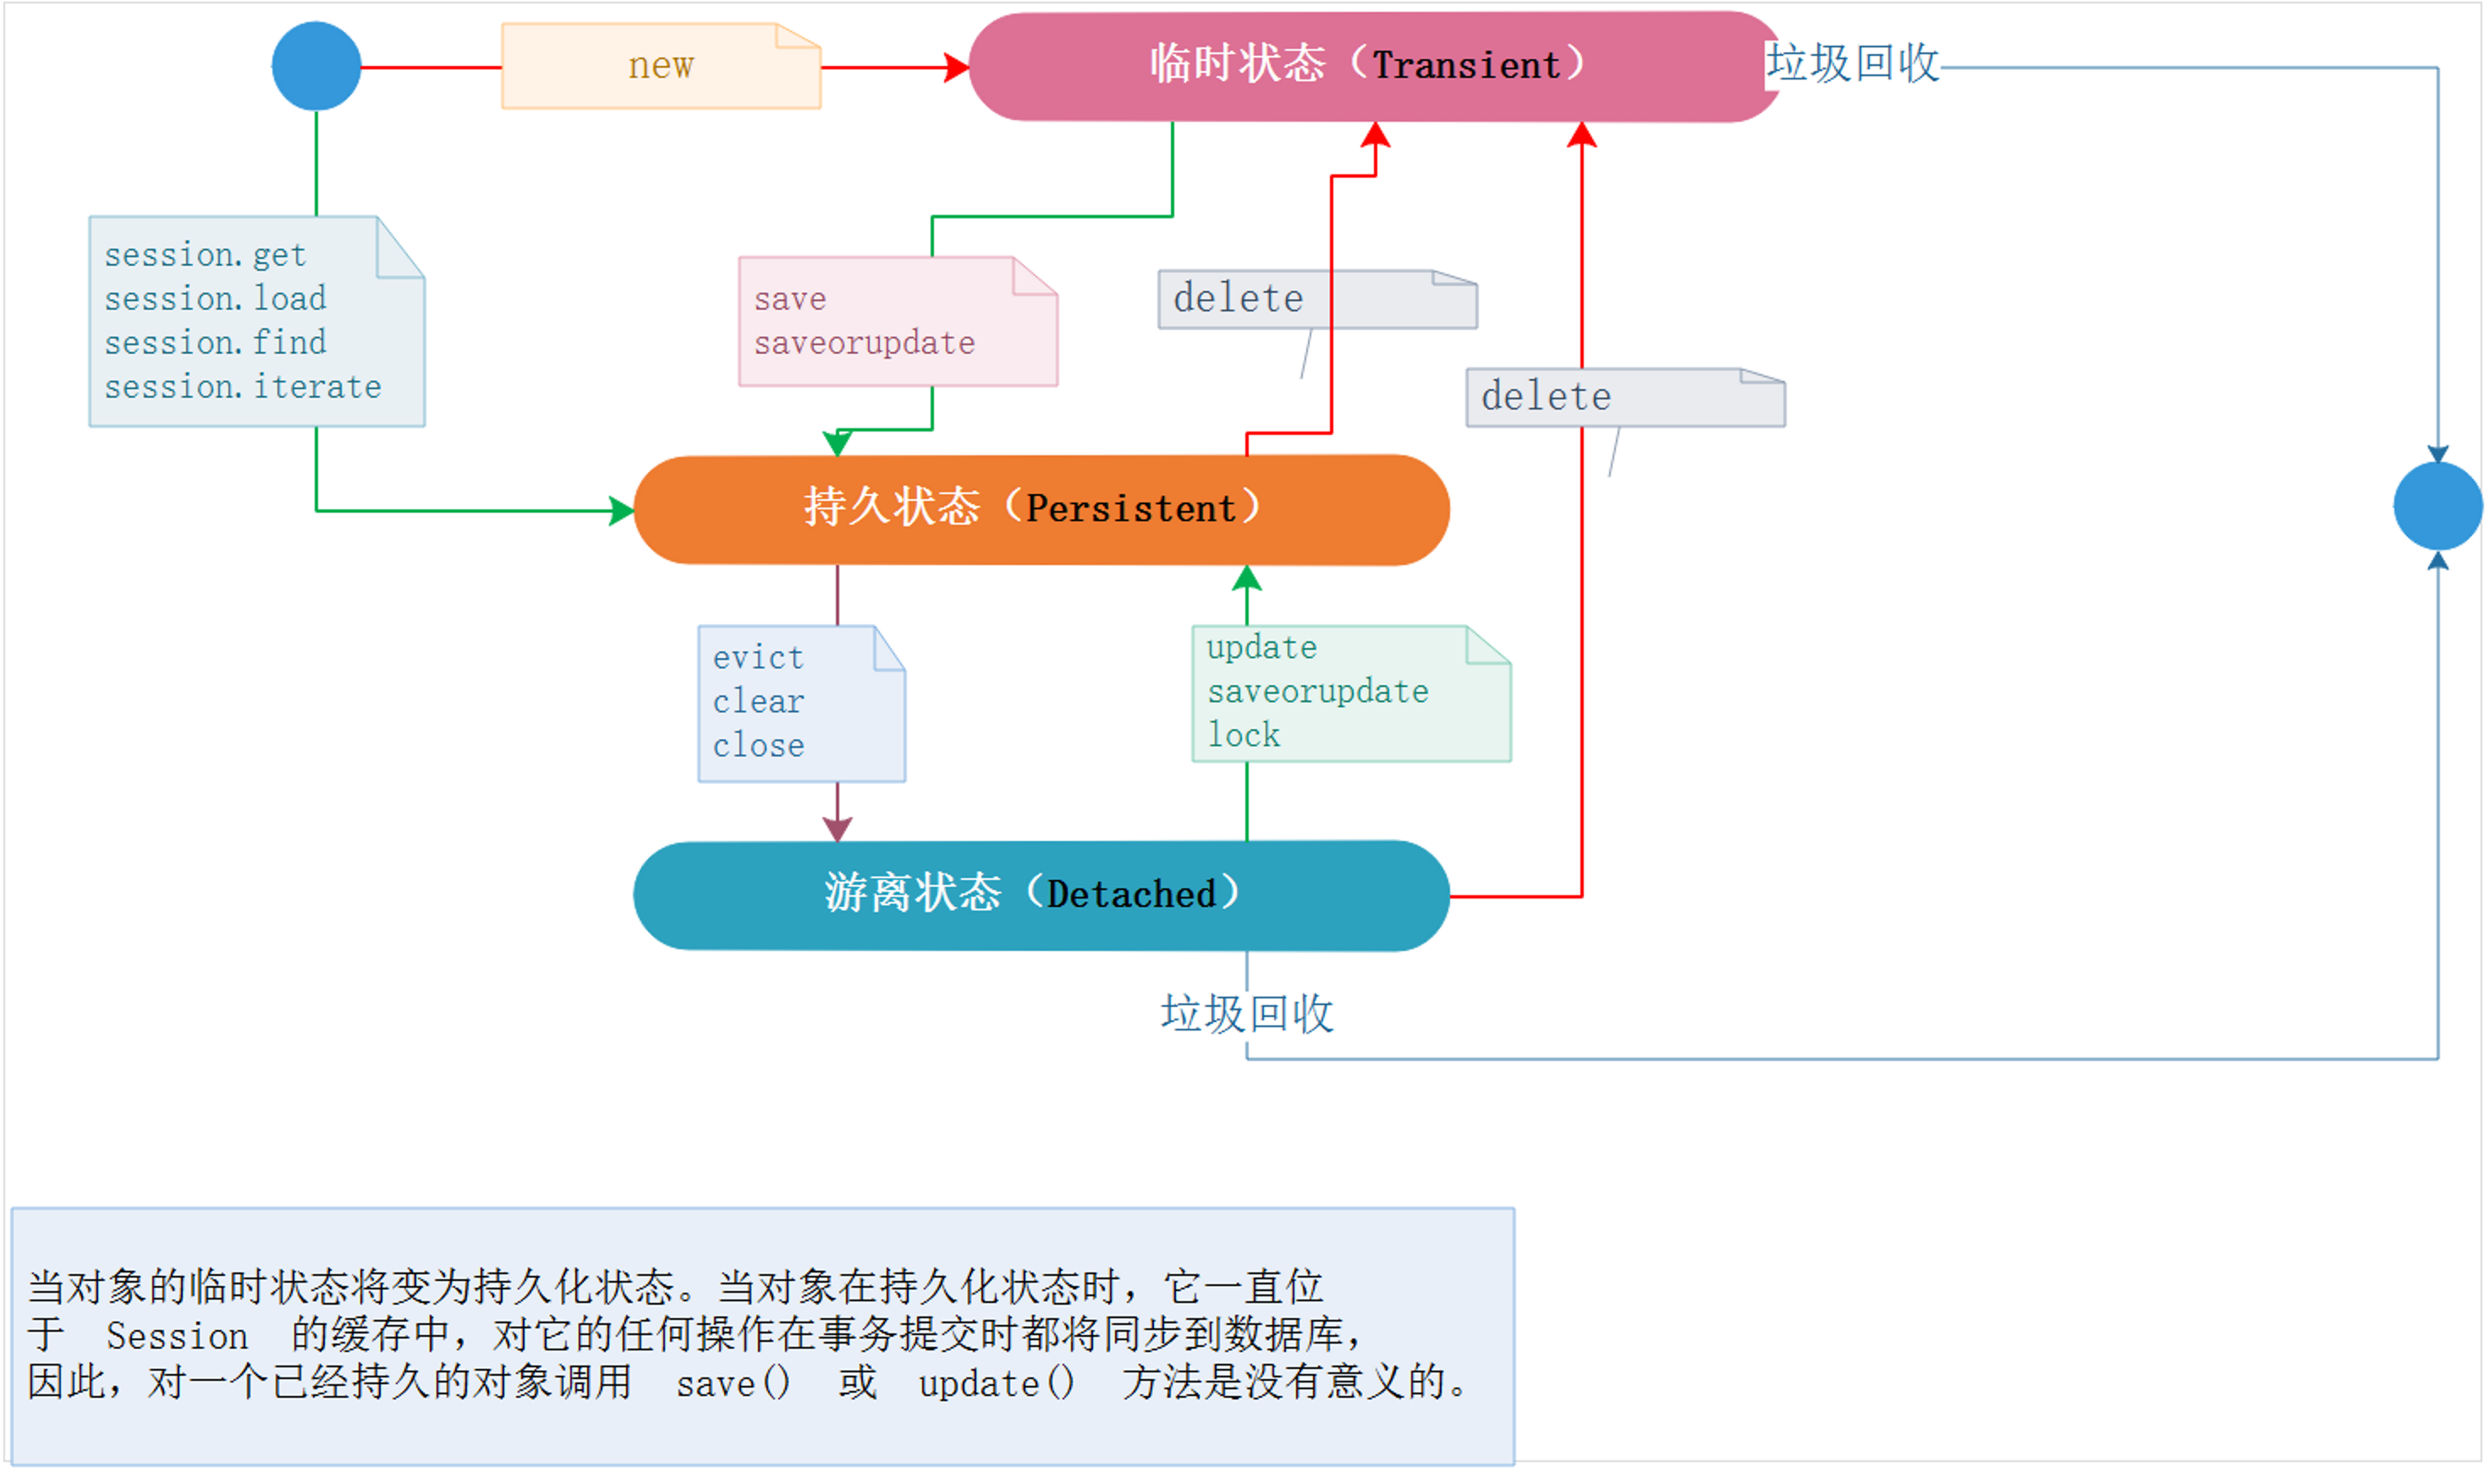 new
临时状态（Transient）
垃圾回收
session.get
session.load
session.find
session.iterate
save
saveorupdate
delete
delete
持久状态（Persistent）
evict
clear
close
update
saveorupdate
lock
游离状态（Detached）
垃圾回收
当对象的临时状态将变为持久化状态。当对象在持久化状态时，它一直位
于 Session 的缓存中，对它的任何操作在事务提交时都将同步到数据库，
因此，对一个已经持久的对象调用 save() 或 update() 方法是没有意义的。